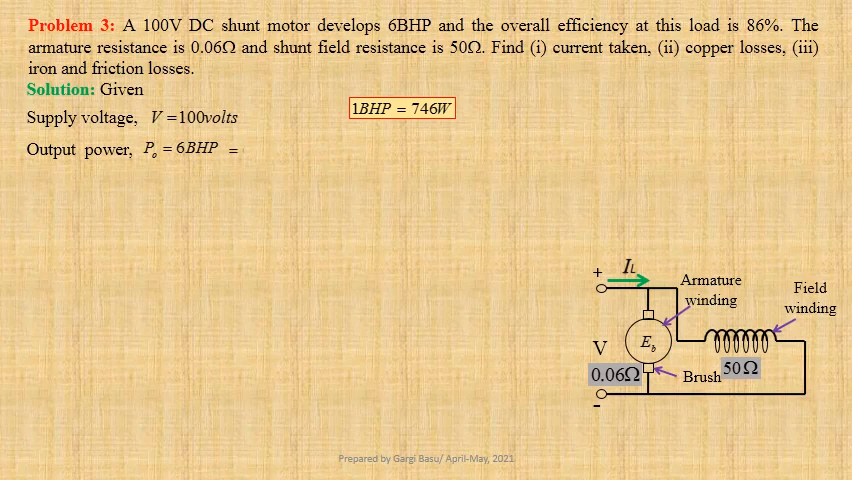 Problem 3: A 100V DC shunt motor develops 6BHP and the overall efficiency at this load is 86%. The
armature resistance is 0.06Ω and shunt field resistance is 50Ω. Find (i) current taken, (ii) copper losses, (iii)
iron and friction losses.
Solution: Given
1BHP = 746W
Supply voltage, V = 100volts
Output power, Po = 6BHP =
+
IL
Armature
winding
Field
winding
V
Eb
0.06Ω
Brush
50Ω
-
Prepared by Gargi Basu/ April-May, 2021.